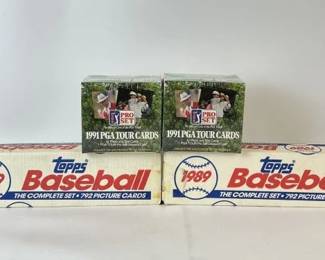 PRO SET
1991 PGA TOUR CARDS
PRO SET
1991 PGA TOUR CARDS
89
Topps
Baseball
THE COMPLETE SET • 792 PICTURE CARDS
1989
Topps
Baseball
THE COMPLETE SET • 792 PICTURE CARDS